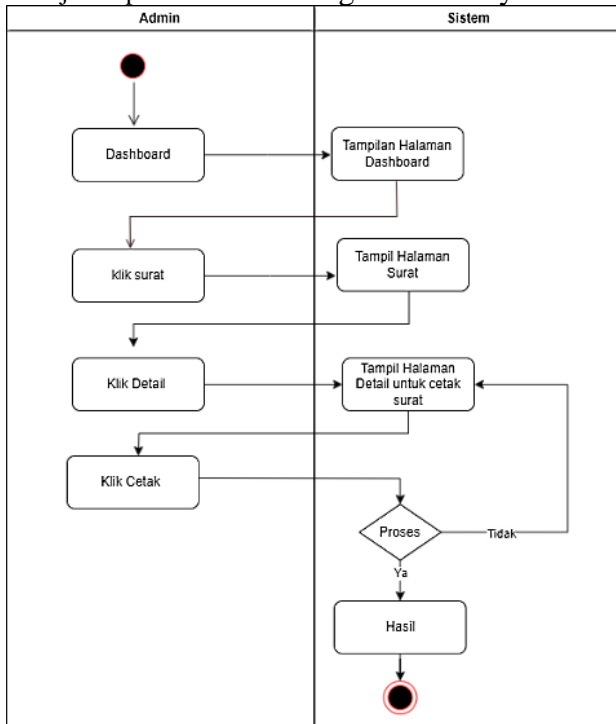 Admin
Sistem
Dashboard
Tampilan Halaman
Dashboard
klik surat
Tampil Halaman
Surat
Klik Detail
Tampil Halaman
Detail untuk cetak
surat
Klik Cetak
Proses
Tidak
Ya
Hasil